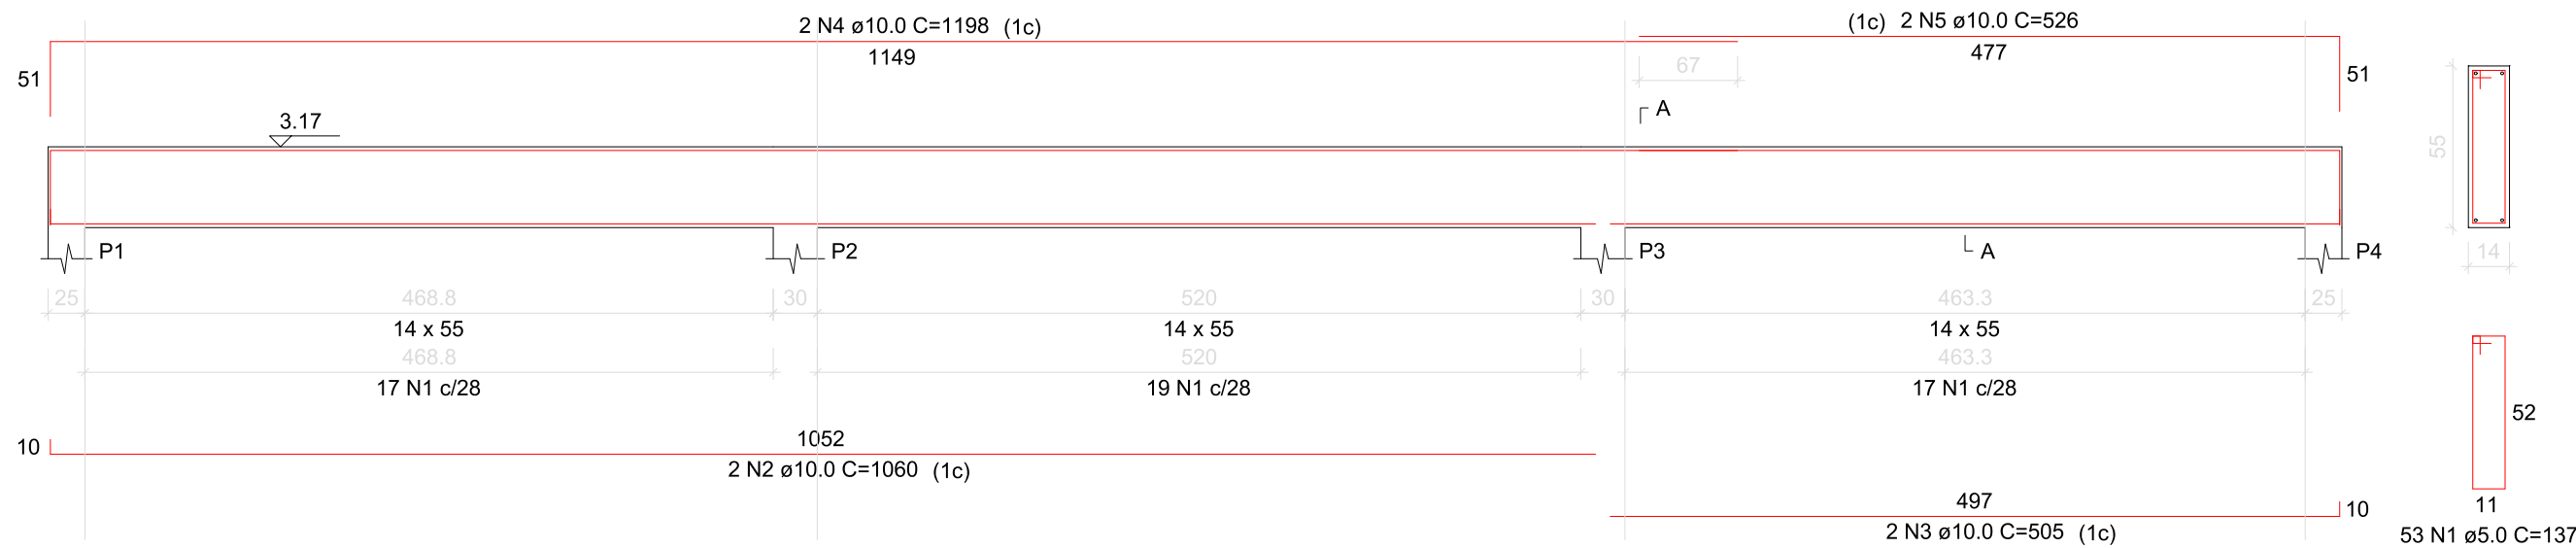 2 N4 ø10.0 C=1198 (1c)
(1c) 2 N5 ø10.0 C=526
1149
477
51
67
51
A
3.17
55
P1
P2
P3
A
P4
14
25
468.8
30
520
30
463.3
25
14 x 55
14 x 55
14 x 55
468.8
520
463.3
17 N1 c/28
19 N1 c/28
17 N1 c/28
52
10
1052
2 N2 ø10.0 C=1060 (1c)
497
10
2 N3 ø10.0 C=505 (1c)
11
53 N1 ø5.0 C=137